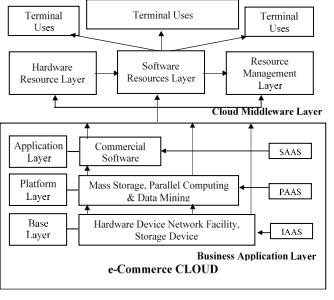 Terminal
Uses
Terminal Uses
Terminal
Uses
Hardware
Resource Layer
Software
Resources Layer
Resource
Management
Layer
Cloud Middleware Layer
Application
Layer
Commercial
Software
SAAS
Platform
Layer
Mass Storage, Parallel Computing
& Data Mining
PAAS
Base
Layer
Hardware Device Network Facility,
Storage Device
IAAS
Business Application Layer
e-Commerce CLOUD